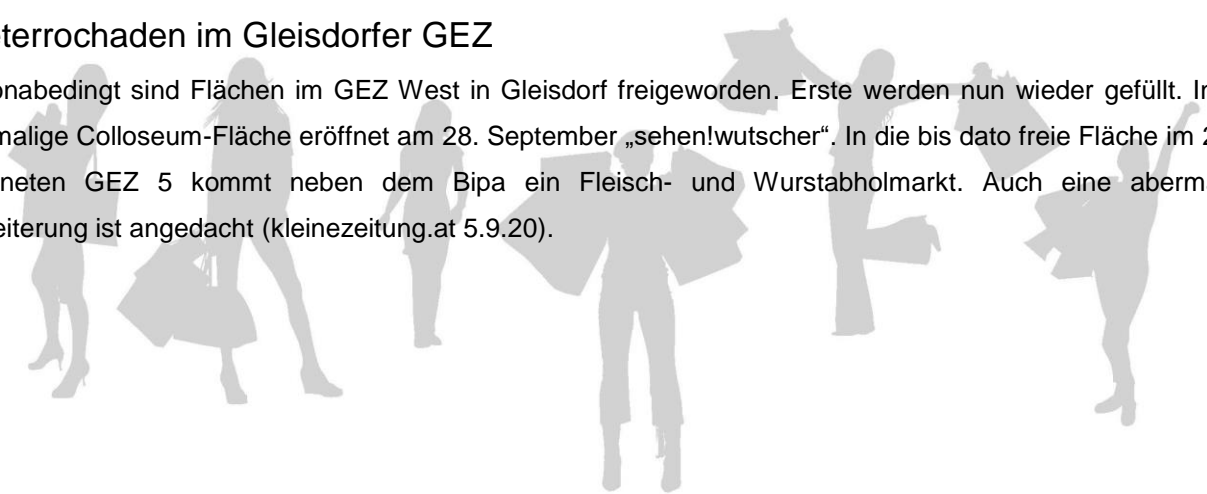 eterrochaden im Gleisdorfer GEZ
onabedingt sind Flächen im GEZ West in Gleisdorf freigeworden. Erste werden nun wieder gefüllt. In
malige Colloseum-Fläche eröffnet am 28. September „sehen!wutscher“. In die bis dato freie Fläche im 2
neten GEZ 5 kommt neben dem Bipa ein Fleisch- und Wurstabholmarkt. Auch eine aberma
eiterung ist angedacht (kleinezeitung.at 5.9.20).